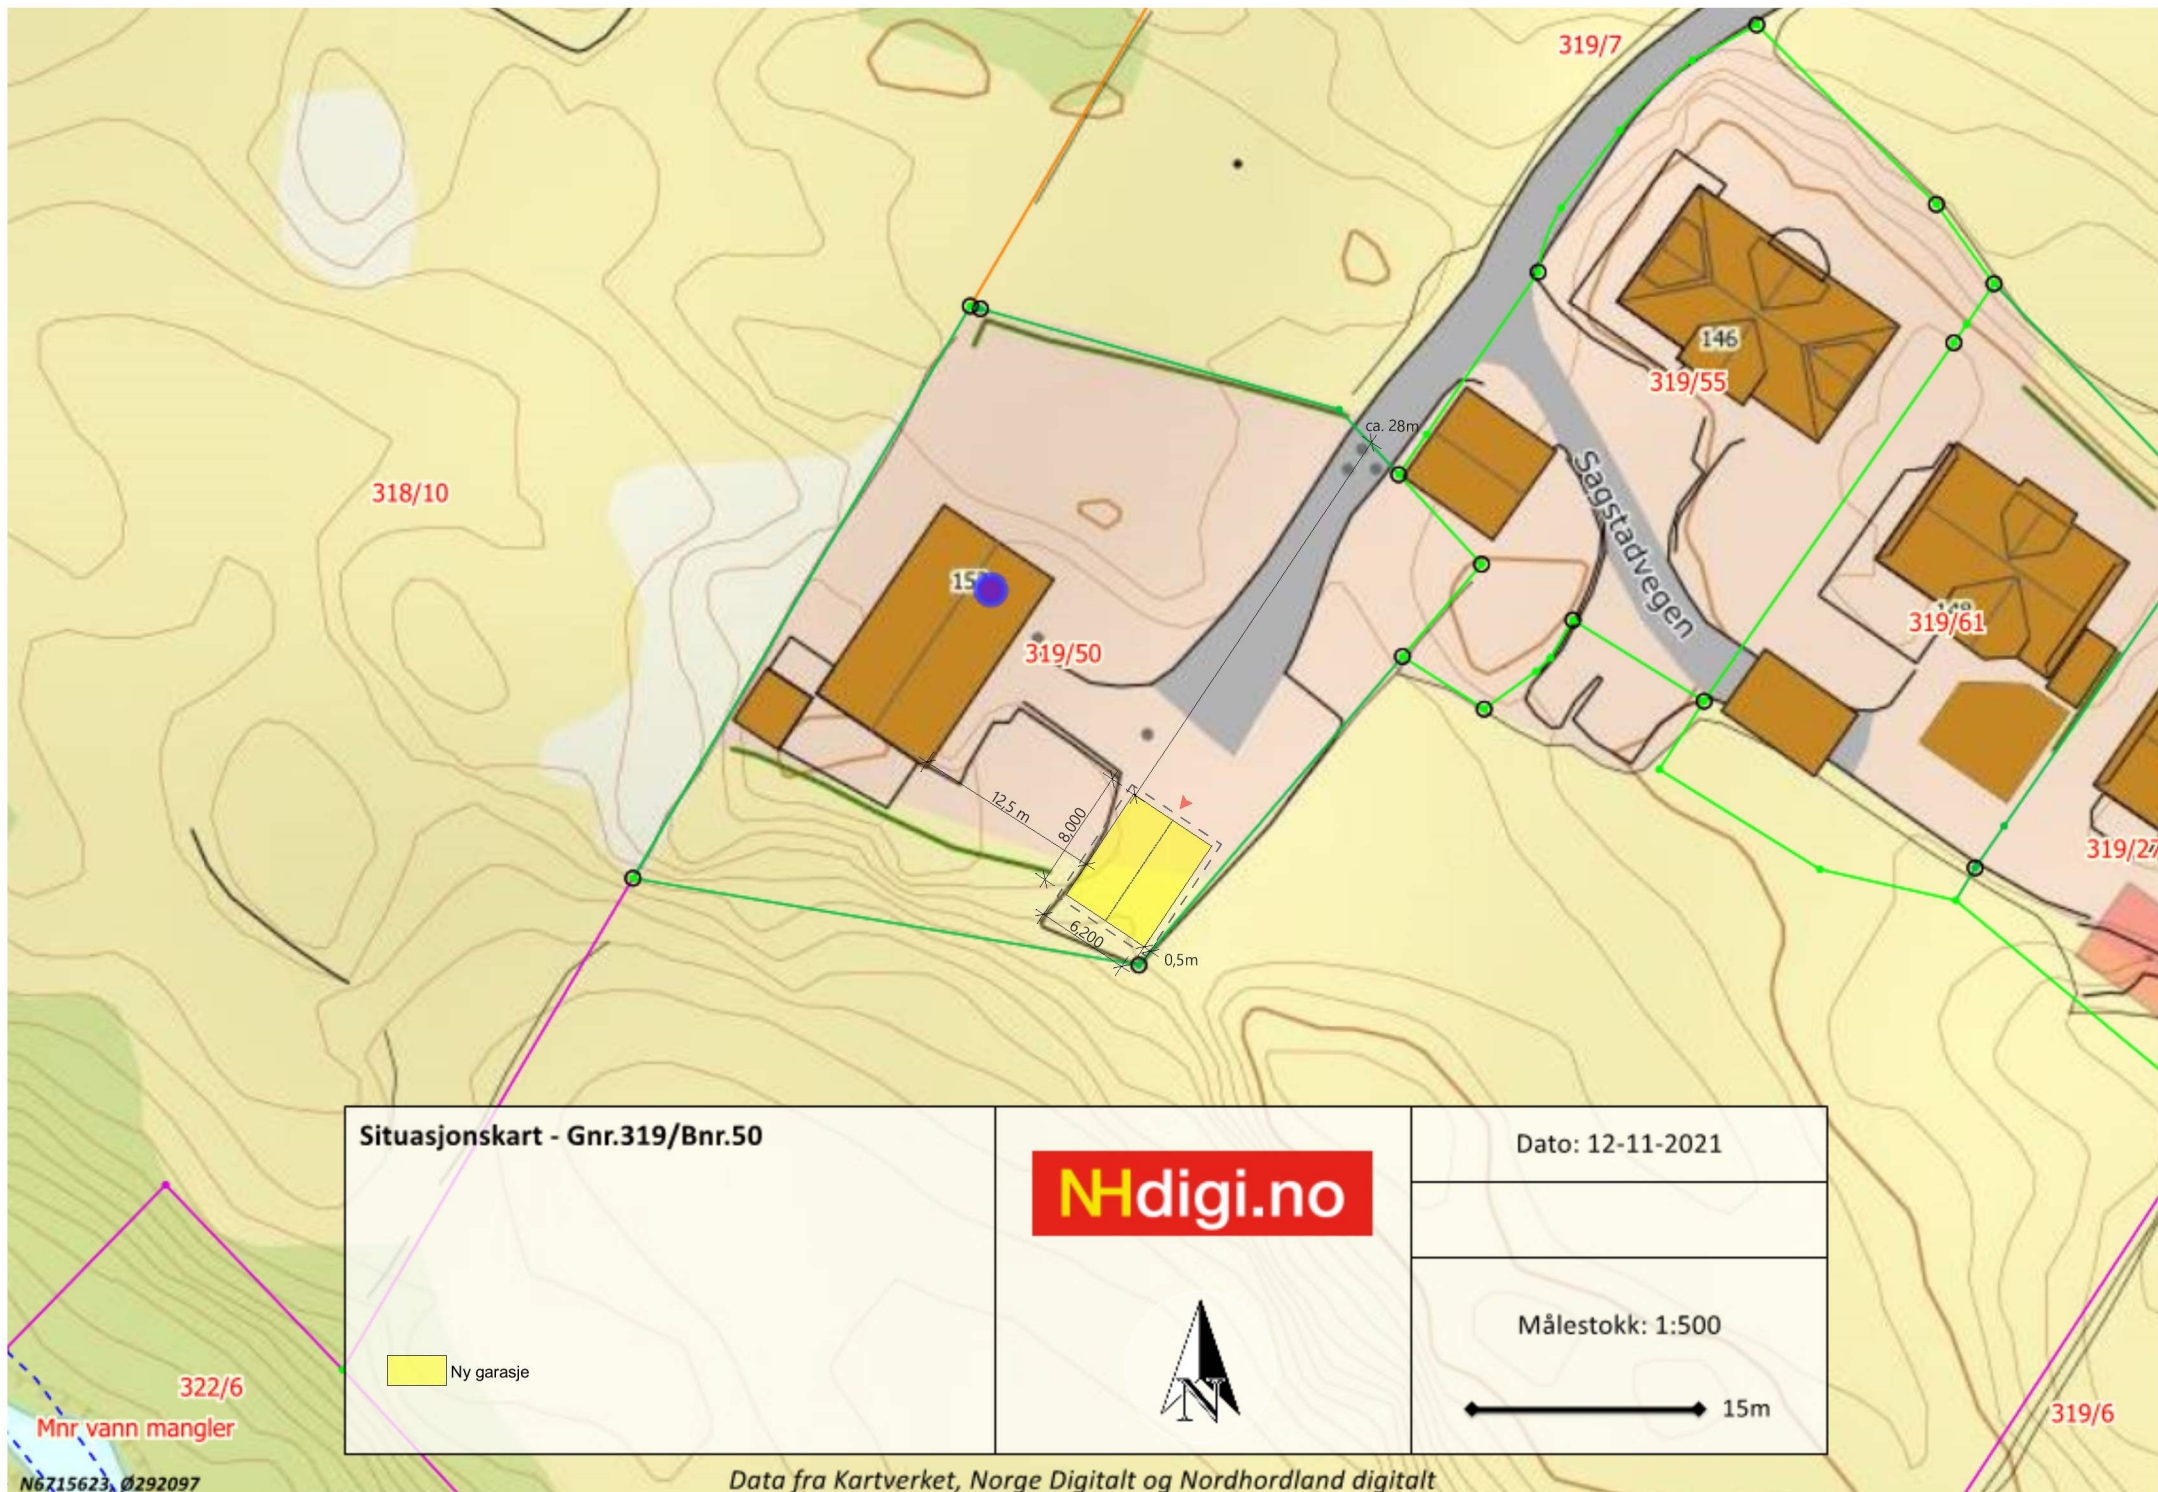 319/7
146
319/55
ca. 28m
318/10
Sagstadvegen
319/61
319/50
12,5 m
8,000
6,200
0,5m
319/27
Situasjonskart - Gnr.319/Bnr.50
Ny garasje
NHdigi.no
N
Dato: 12-11-2021
Målestokk: 1:500
15m
322/6
Mnr vann mangler
319/6
N6715623, Ø292097
Data fra Kartverket, Norge Digitalt og Nordhordland digitalt